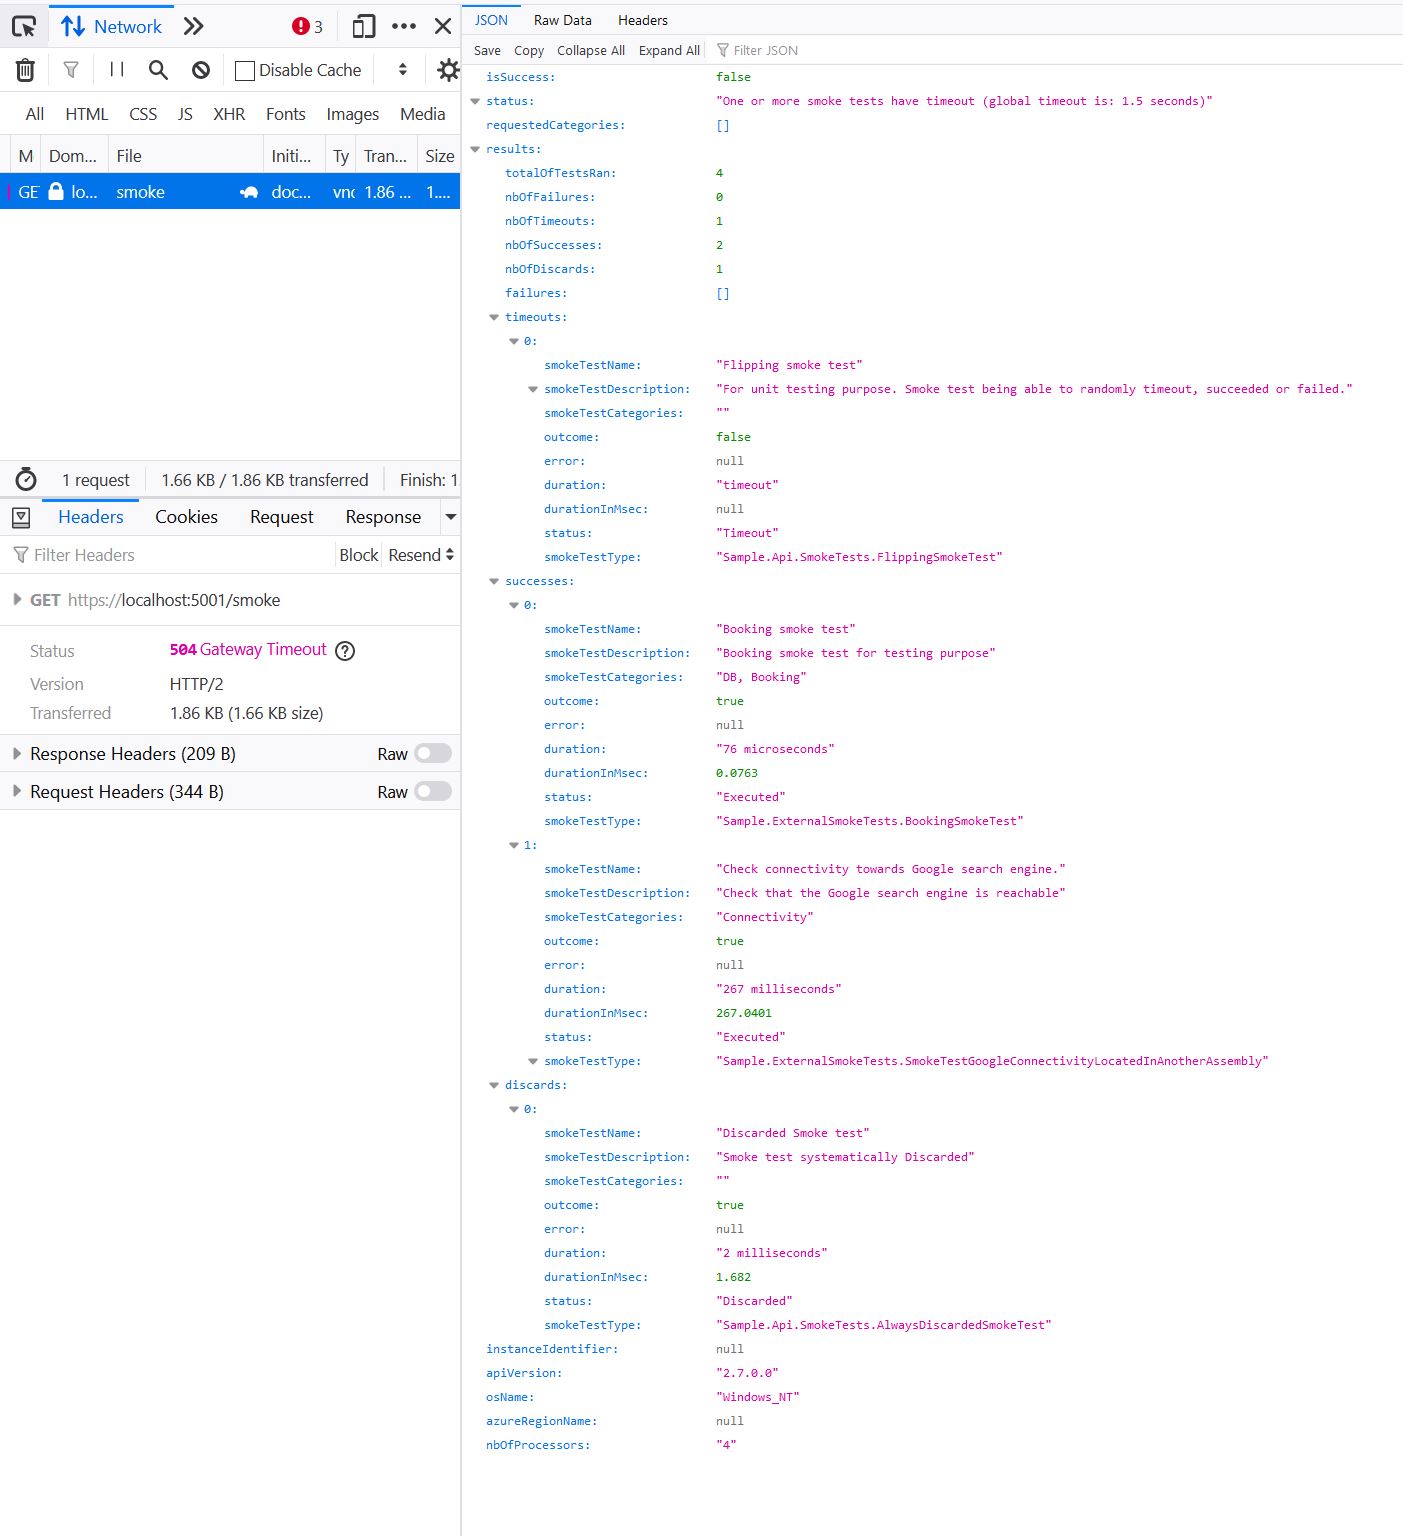 Network
3
Disable Cache
All HTML CSS JS XHR Fonts Images Media
M Dom... File Initi... Ty Tran... Size
GE lo... smoke doc... vnd 1.86 ... 1....
1 request 1.66 KB / 1.86 KB transferred Finish: 1.
Headers Cookies Request Response
Filter Headers Block Resend
GET https://localhost:5001/smoke
Status 504 Gateway Timeout
Version HTTP/2
Transferred 1.86 KB (1.66 KB size)
Response Headers (209 B) Raw
Request Headers (344 B) Raw
JSON Raw Data Headers
Save Copy Collapse All Expand All Filter JSON
isSuccess: false
status: "One or more smoke tests have timeout (global timeout is: 1.5 seconds)"
requestedCategories: []
results:
totalOfTestsRan: 4
nbOfFailures: 0
nbOfTimeouts: 1
nbOfSuccesses: 2
nbOfDiscards: 1
failures: []
timeouts:
0:
smokeTestName: "Flipping smoke test"
smokeTestDescription: "For unit testing purpose. Smoke test being able to randomly timeout, succeeded or failed."
smokeTestCategories: ""
outcome: false
error: null
duration: "timeout"
durationInMsec: null
status: "Timeout"
smokeTestType: "Sample.Api.SmokeTests.FlippingSmokeTest"
successes:
0:
smokeTestName: "Booking smoke test"
smokeTestDescription: "Booking smoke test for testing purpose"
smokeTestCategories: "DB, Booking"
outcome: true
error: null
duration: "76 microseconds"
durationInMsec: 0.0763
status: "Executed"
smokeTestType: "Sample.ExternalSmokeTests.BookingSmokeTest"
1:
smokeTestName: "Check connectivity towards Google search engine."
smokeTestDescription: "Check that the Google search engine is reachable"
smokeTestCategories: "Connectivity"
outcome: true
error: null
duration: "267 milliseconds"
durationInMsec: 267.0401
status: "Executed"
smokeTestType: "Sample.ExternalSmokeTests.SmokeTestGoogleConnectivityLocatedInAnotherAssembly"
discards:
0:
smokeTestName: "Discarded Smoke test"
smokeTestDescription: "Smoke test systematically Discarded"
smokeTestCategories: ""
outcome: true
error: null
duration: "2 milliseconds"
durationInMsec: 1.682
status: "Discarded"
smokeTestType: "Sample.Api.SmokeTests.AlwaysDiscardedSmokeTest"
instanceIdentifier: null
apiVersion: "2.7.0.0"
osName: "Windows_NT"
azureRegionName: null
nbOfProcessors: "4"